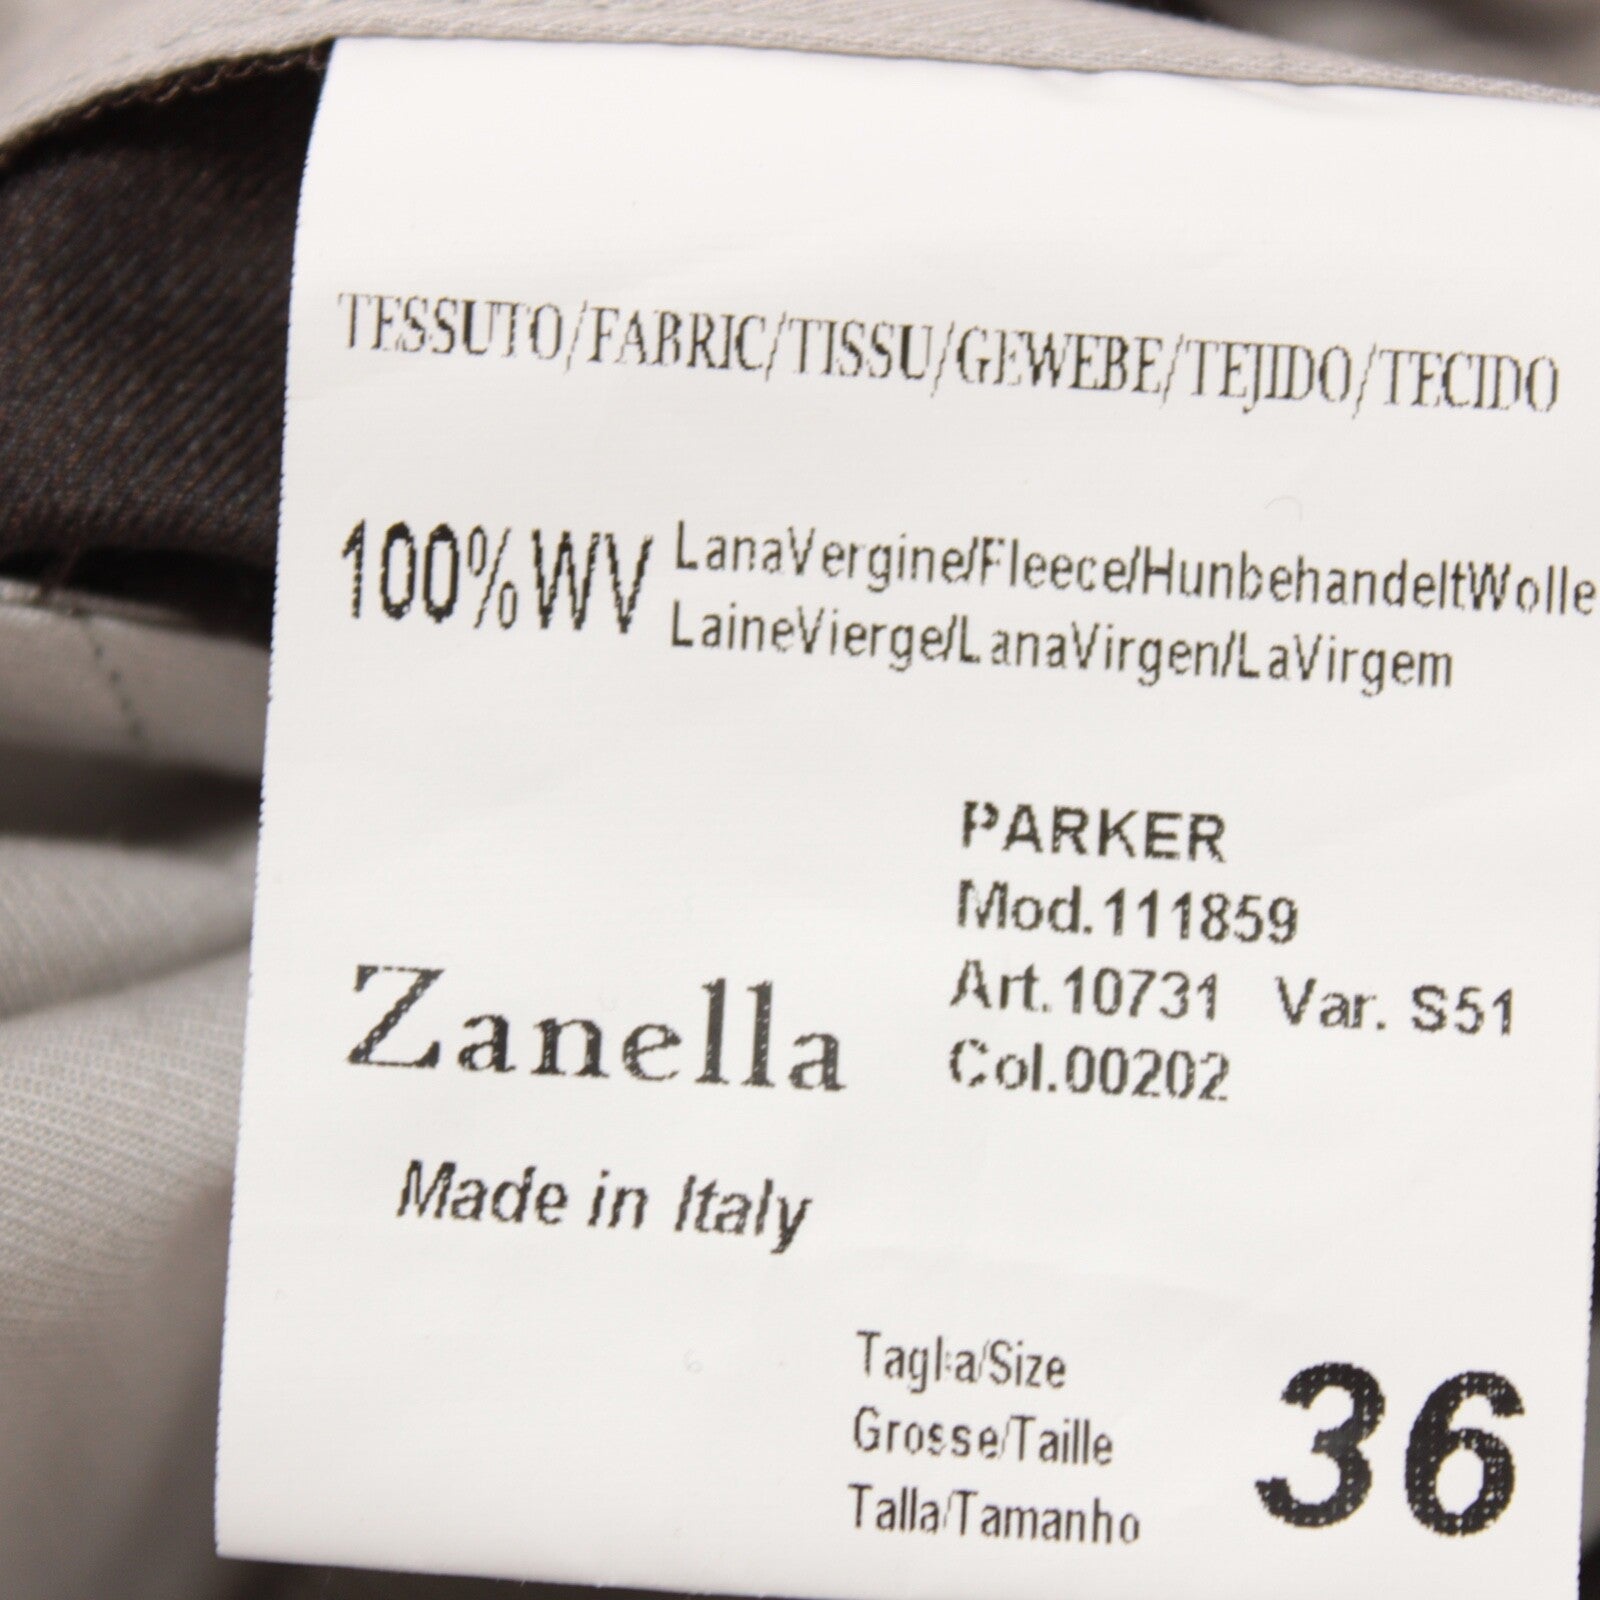 TESSUTO/FABRIC/TISSU/GEWEBE/TEJIDO/TECIDO
100%WV LanaVergine/Fleece/HunbehandeltWolle
LaineVierge/LanaVirgen/LaVirgem
PARKER
Mod.111859
Art.10731 Var. S51
Col.00202
Zanella
Made in Italy
Taglia/Size
Grosse/Taille
Talla/Tamanho
36